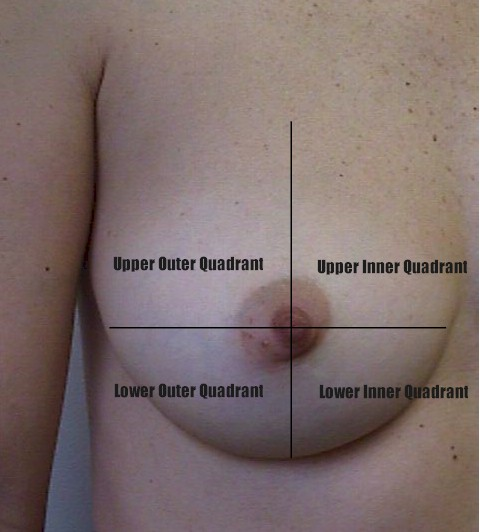 Upper Outer Quadrant
Upper Inner Quadrant
Lower Outer Quadrant
Lower Inner Quadrant